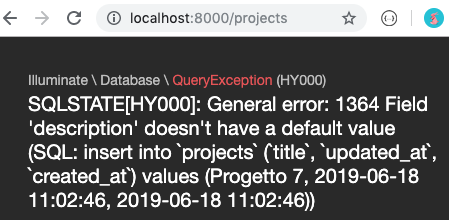 localhost:8000/projects
Illuminate \ Database \ QueryException (HY000)
SQLSTATE[HY000]: General error: 1364 Field
'description' doesn't have a default value
(SQL: insert into `projects` (`title`, `updated_at`,
`created_at`) values (Progetto 7, 2019-06-18
11:02:46, 2019-06-18 11:02:46))